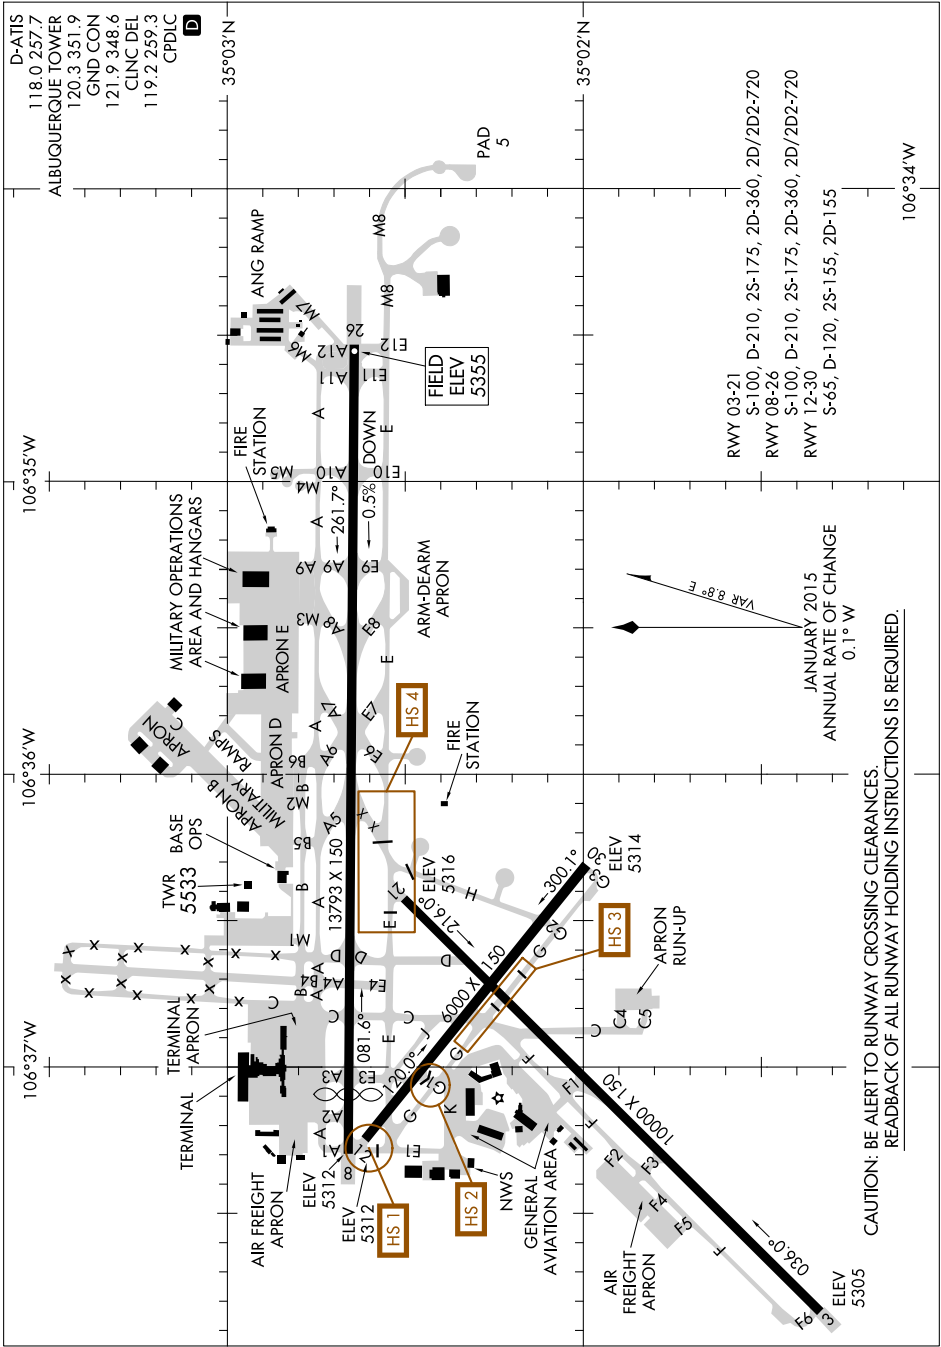 D-ATIS
118.0 257.7
ALBUQUERQUE TOWER
120.3 351.9
GND CON
121.9 348.6
CLNC DEL
119.2 259.3
CPDLC
D
35°03'N
35°02'N
106°34'W
106°35'W
106°36'W
106°37'W
PAD
5
M8
M8
ANG RAMP
M7
M6
A12
26
E12
A11
E11
FIELD
ELEV
5355
A
E
FIRE
STATION
M5
M4
A10
E10
261.7°
0.5% DOWN
MILITARY OPERATIONS
AREA AND HANGARS
A
A9
A9
E9
M3
A8
E8
ARM-DEARM
APRON
APRON E
E
A7
A
E7
HS 4
APRON
C
MILITARY RAMPS
APRON D
APRON B
B6
A6
E6
M2
B
A5
X
X
FIRE
STATION
BASE
OPS
B5
TWR
5533
B
A
13793 X 150
E
21
ELEV
5316
H
216.0°
300.1°
30
G3
ELEV
5314
M1
D
D
G2
G
HS 3
X
X
X
X
X
X
X
X
X
X
X
X
X
B
B4
A
A
A4
E4
081.6°
C
C
C
E
J
6000 X 150
APRON
RUN-UP
C4
C5
C
TERMINAL
APRON
TERMINAL
A3
E3
120.0°
G
GK
K
G
F
F1
F
10000 X 150
A2
A
A1
8
12
E1
ELEV
5312
ELEV
5312
HS 1
HS 2
AIR FREIGHT
APRON
NWS
GENERAL
AVIATION AREA
F2
F3
F4
F5
F
AIR
FREIGHT
APRON
036.0°
F6
3
ELEV
5305
RWY 03-21
S-100, D-210, 2S-175, 2D-360, 2D/2D2-720
RWY 08-26
S-100, D-210, 2S-175, 2D-360, 2D/2D2-720
RWY 12-30
S-65, D-120, 2S-155, 2D-155
VAR 8.8° E
JANUARY 2015
ANNUAL RATE OF CHANGE
0.1° W
CAUTION: BE ALERT TO RUNWAY CROSSING CLEARANCES.
READBACK OF ALL RUNWAY HOLDING INSTRUCTIONS IS REQUIRED.